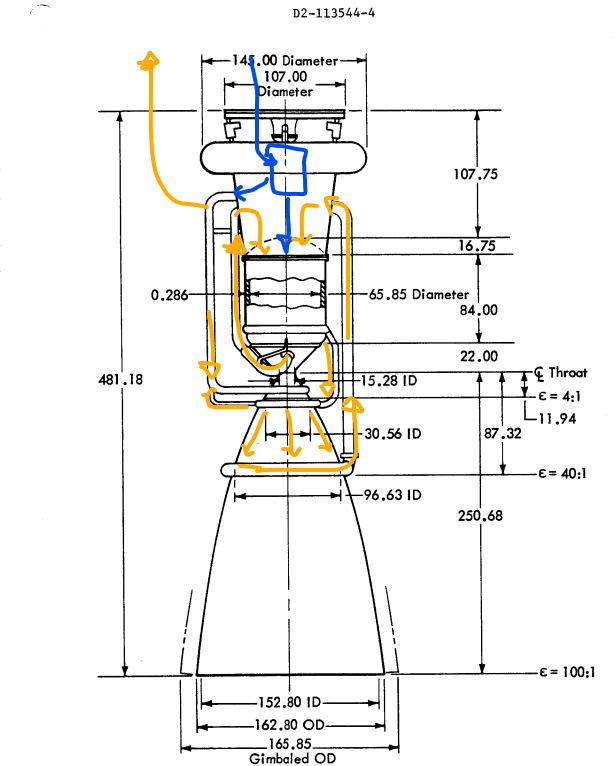 D2-113544-4
145.00 Diameter
107.00
Diameter
107.75
16.75
0.286
65.85 Diameter
84.00
22.00
℄ Throat
481.18
15.28 ID
ε = 4:1
11.94
30.56 ID
87.32
ε = 40:1
96.63 ID
250.68
ε = 100:1
152.80 ID
162.80 OD
165.85
Gimbaled OD